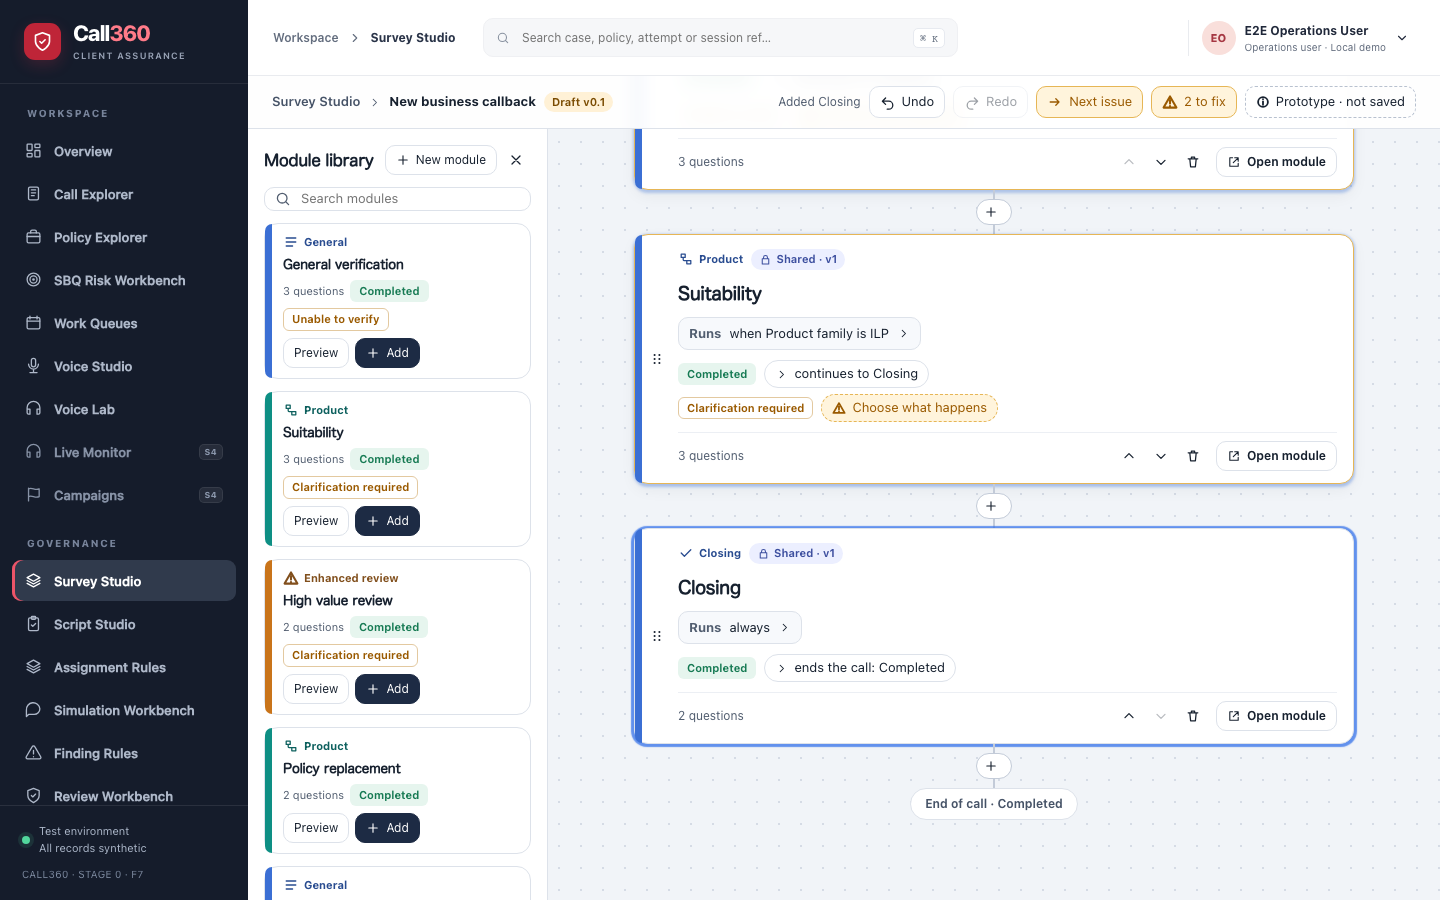 Call360
CLIENT ASSURANCE
WORKSPACE
Overview
Call Explorer
Policy Explorer
SBQ Risk Workbench
Work Queues
Voice Studio
Voice Lab
Live Monitor S4
Campaigns S4
GOVERNANCE
Survey Studio
Script Studio
Assignment Rules
Simulation Workbench
Finding Rules
Review Workbench
Test environment
All records synthetic
CALL360 · STAGE 0 · F7
Workspace > Survey Studio
Search case, policy, attempt or session ref...
⌘ K
EO
E2E Operations User
Operations user · Local demo
Survey Studio > New business callback Draft v0.1
Added Closing Undo Redo Next issue 2 to fix Prototype · not saved
Module library + New module
Search modules
General
General verification
3 questions Completed
Unable to verify
Preview + Add
Product
Suitability
3 questions Completed
Clarification required
Preview + Add
Enhanced review
High value review
2 questions Completed
Clarification required
Preview + Add
Product
Policy replacement
2 questions Completed
Preview + Add
General
3 questions Open module
+
Product Shared · v1
Suitability
Runs when Product family is ILP >
Completed > continues to Closing
Clarification required Choose what happens
3 questions Open module
+
Closing Shared · v1
Closing
Runs always >
Completed > ends the call: Completed
2 questions Open module
+
End of call · Completed